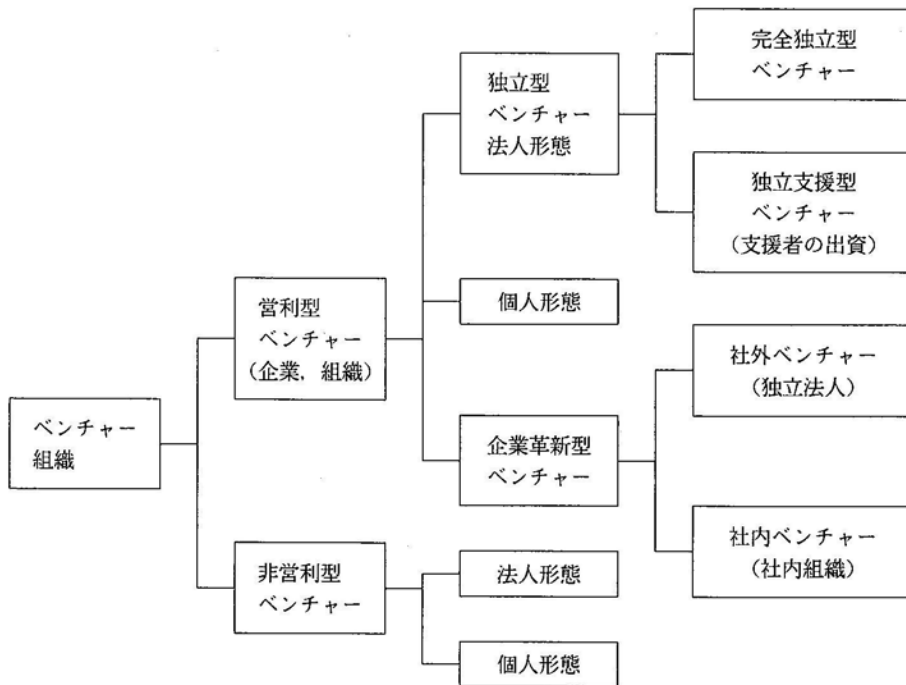 完全独立型
ベンチャー
独立型
ベンチャー
法人形態
独立支援型
ベンチャー
(支援者の出資)
営利型
ベンチャー
(企業，組織)
個人形態
社外ベンチャー
(独立法人)
ベンチャー
組織
企業革新型
ベンチャー
社内ベンチャー
(社内組織)
非営利型
ベンチャー
法人形態
個人形態